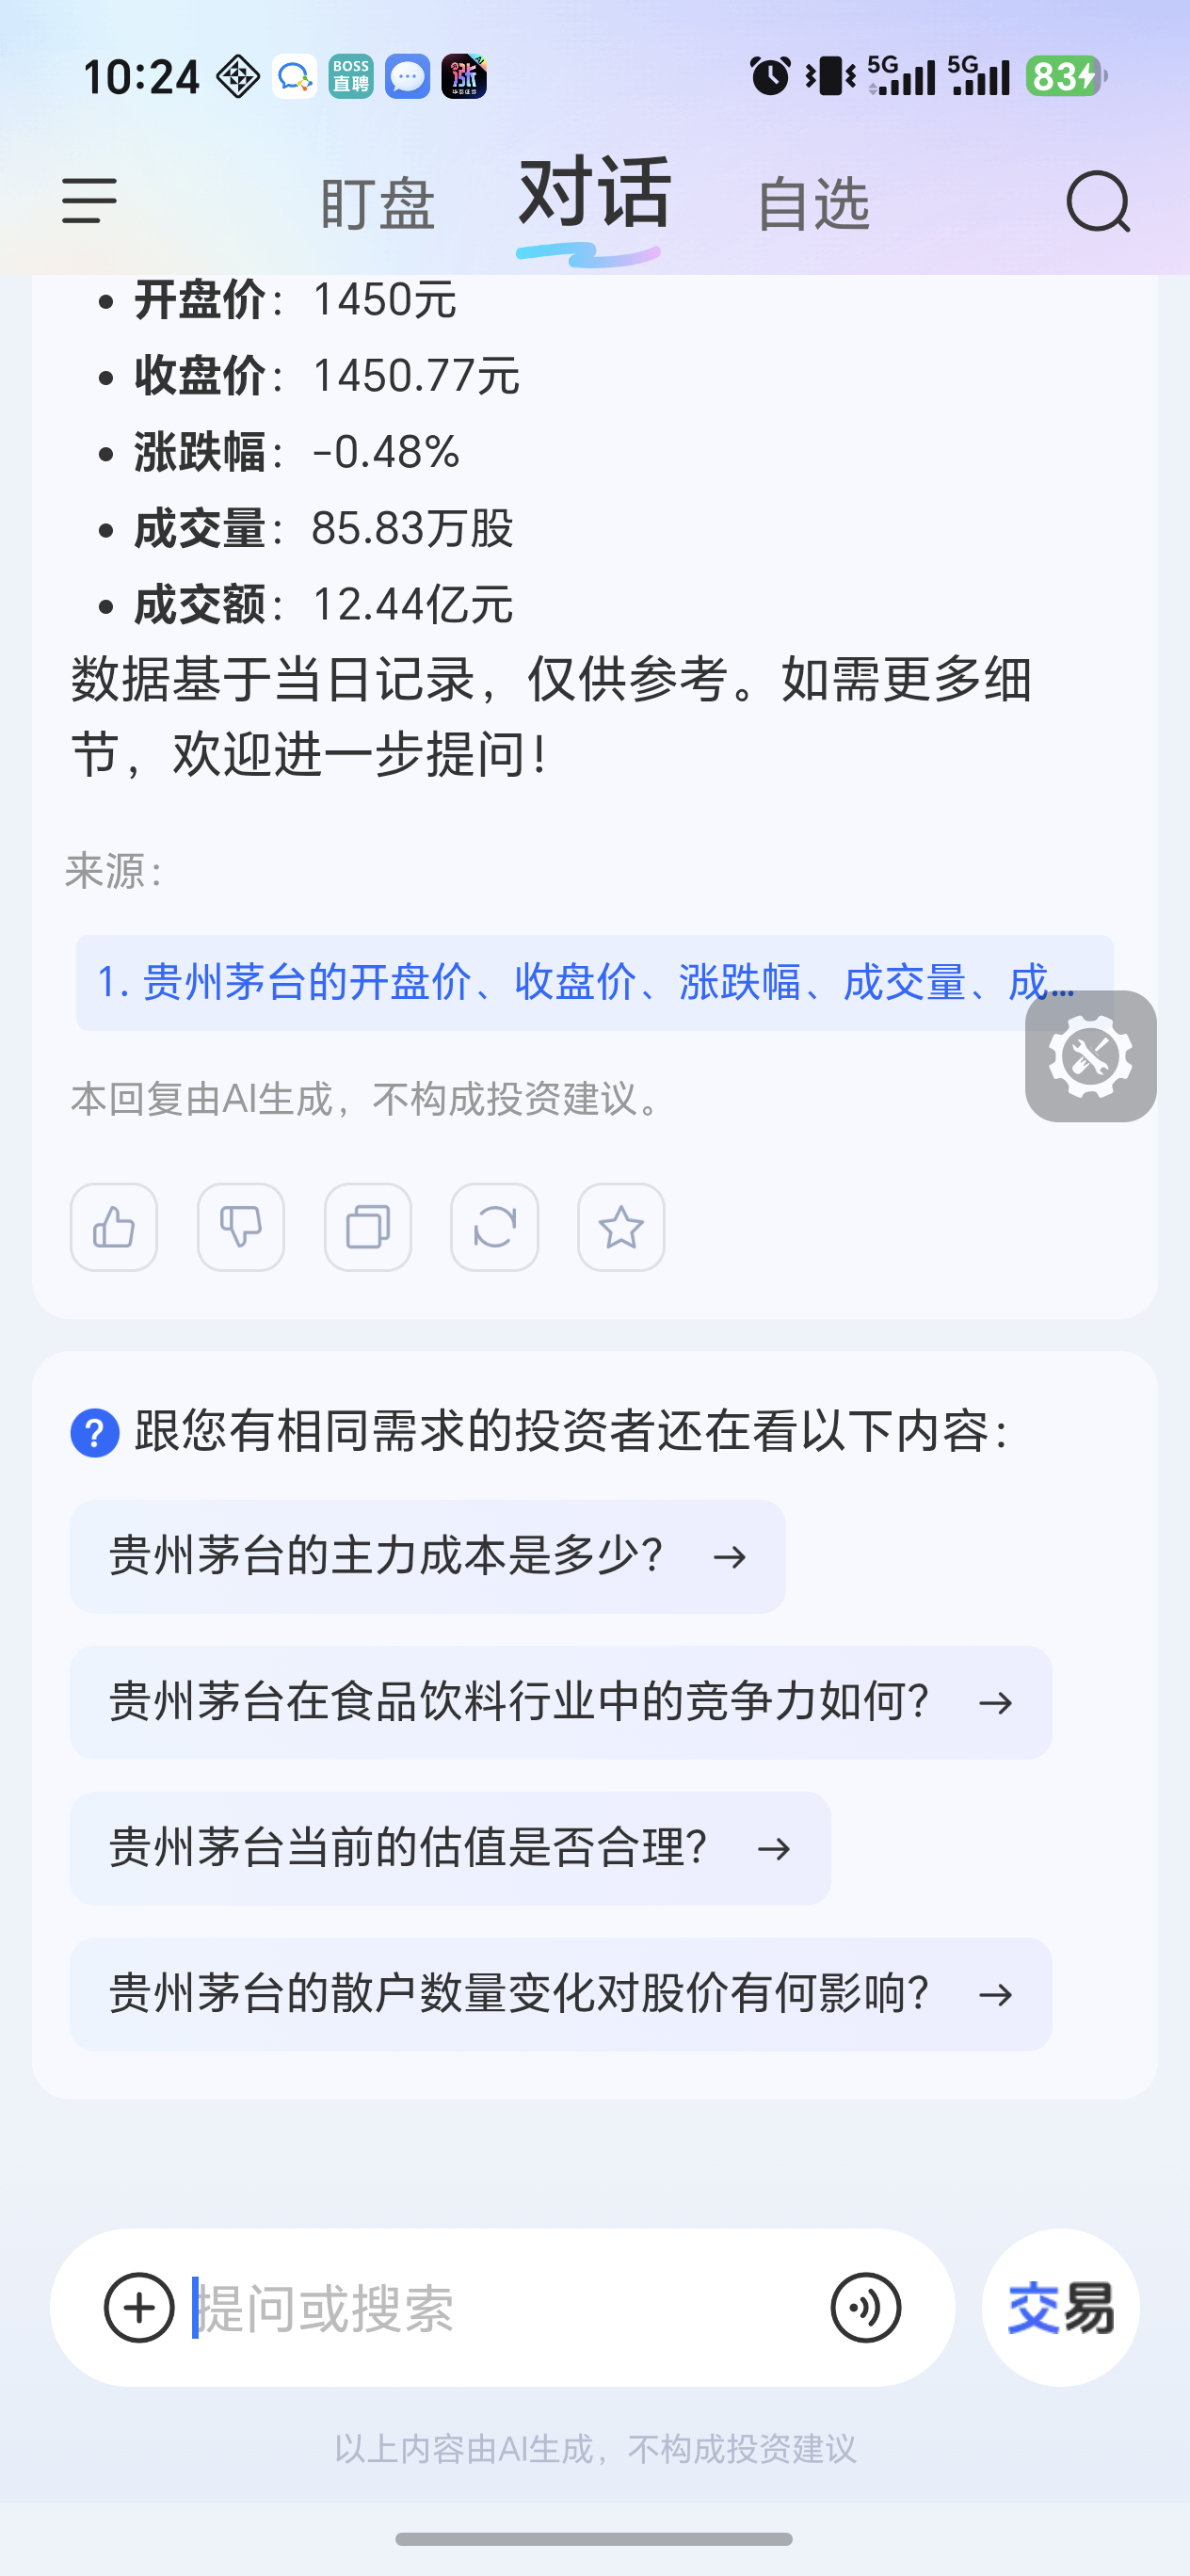 10:24
BOSS
直聘
涨
5G
5G
83
盯盘 对话 自选
• 开盘价：1450元
• 收盘价：1450.77元
• 涨跌幅：-0.48%
• 成交量：85.83万股
• 成交额：12.44亿元
数据基于当日记录，仅供参考。如需更多细
节，欢迎进一步提问！
来源：
1. 贵州茅台的开盘价、收盘价、涨跌幅、成交量、成...
本回复由AI生成，不构成投资建议。
? 跟您有相同需求的投资者还在看以下内容：
贵州茅台的主力成本是多少？ →
贵州茅台在食品饮料行业中的竞争力如何？ →
贵州茅台当前的估值是否合理？ →
贵州茅台的散户数量变化对股价有何影响？ →
提问或搜索
交易
以上内容由AI生成，不构成投资建议